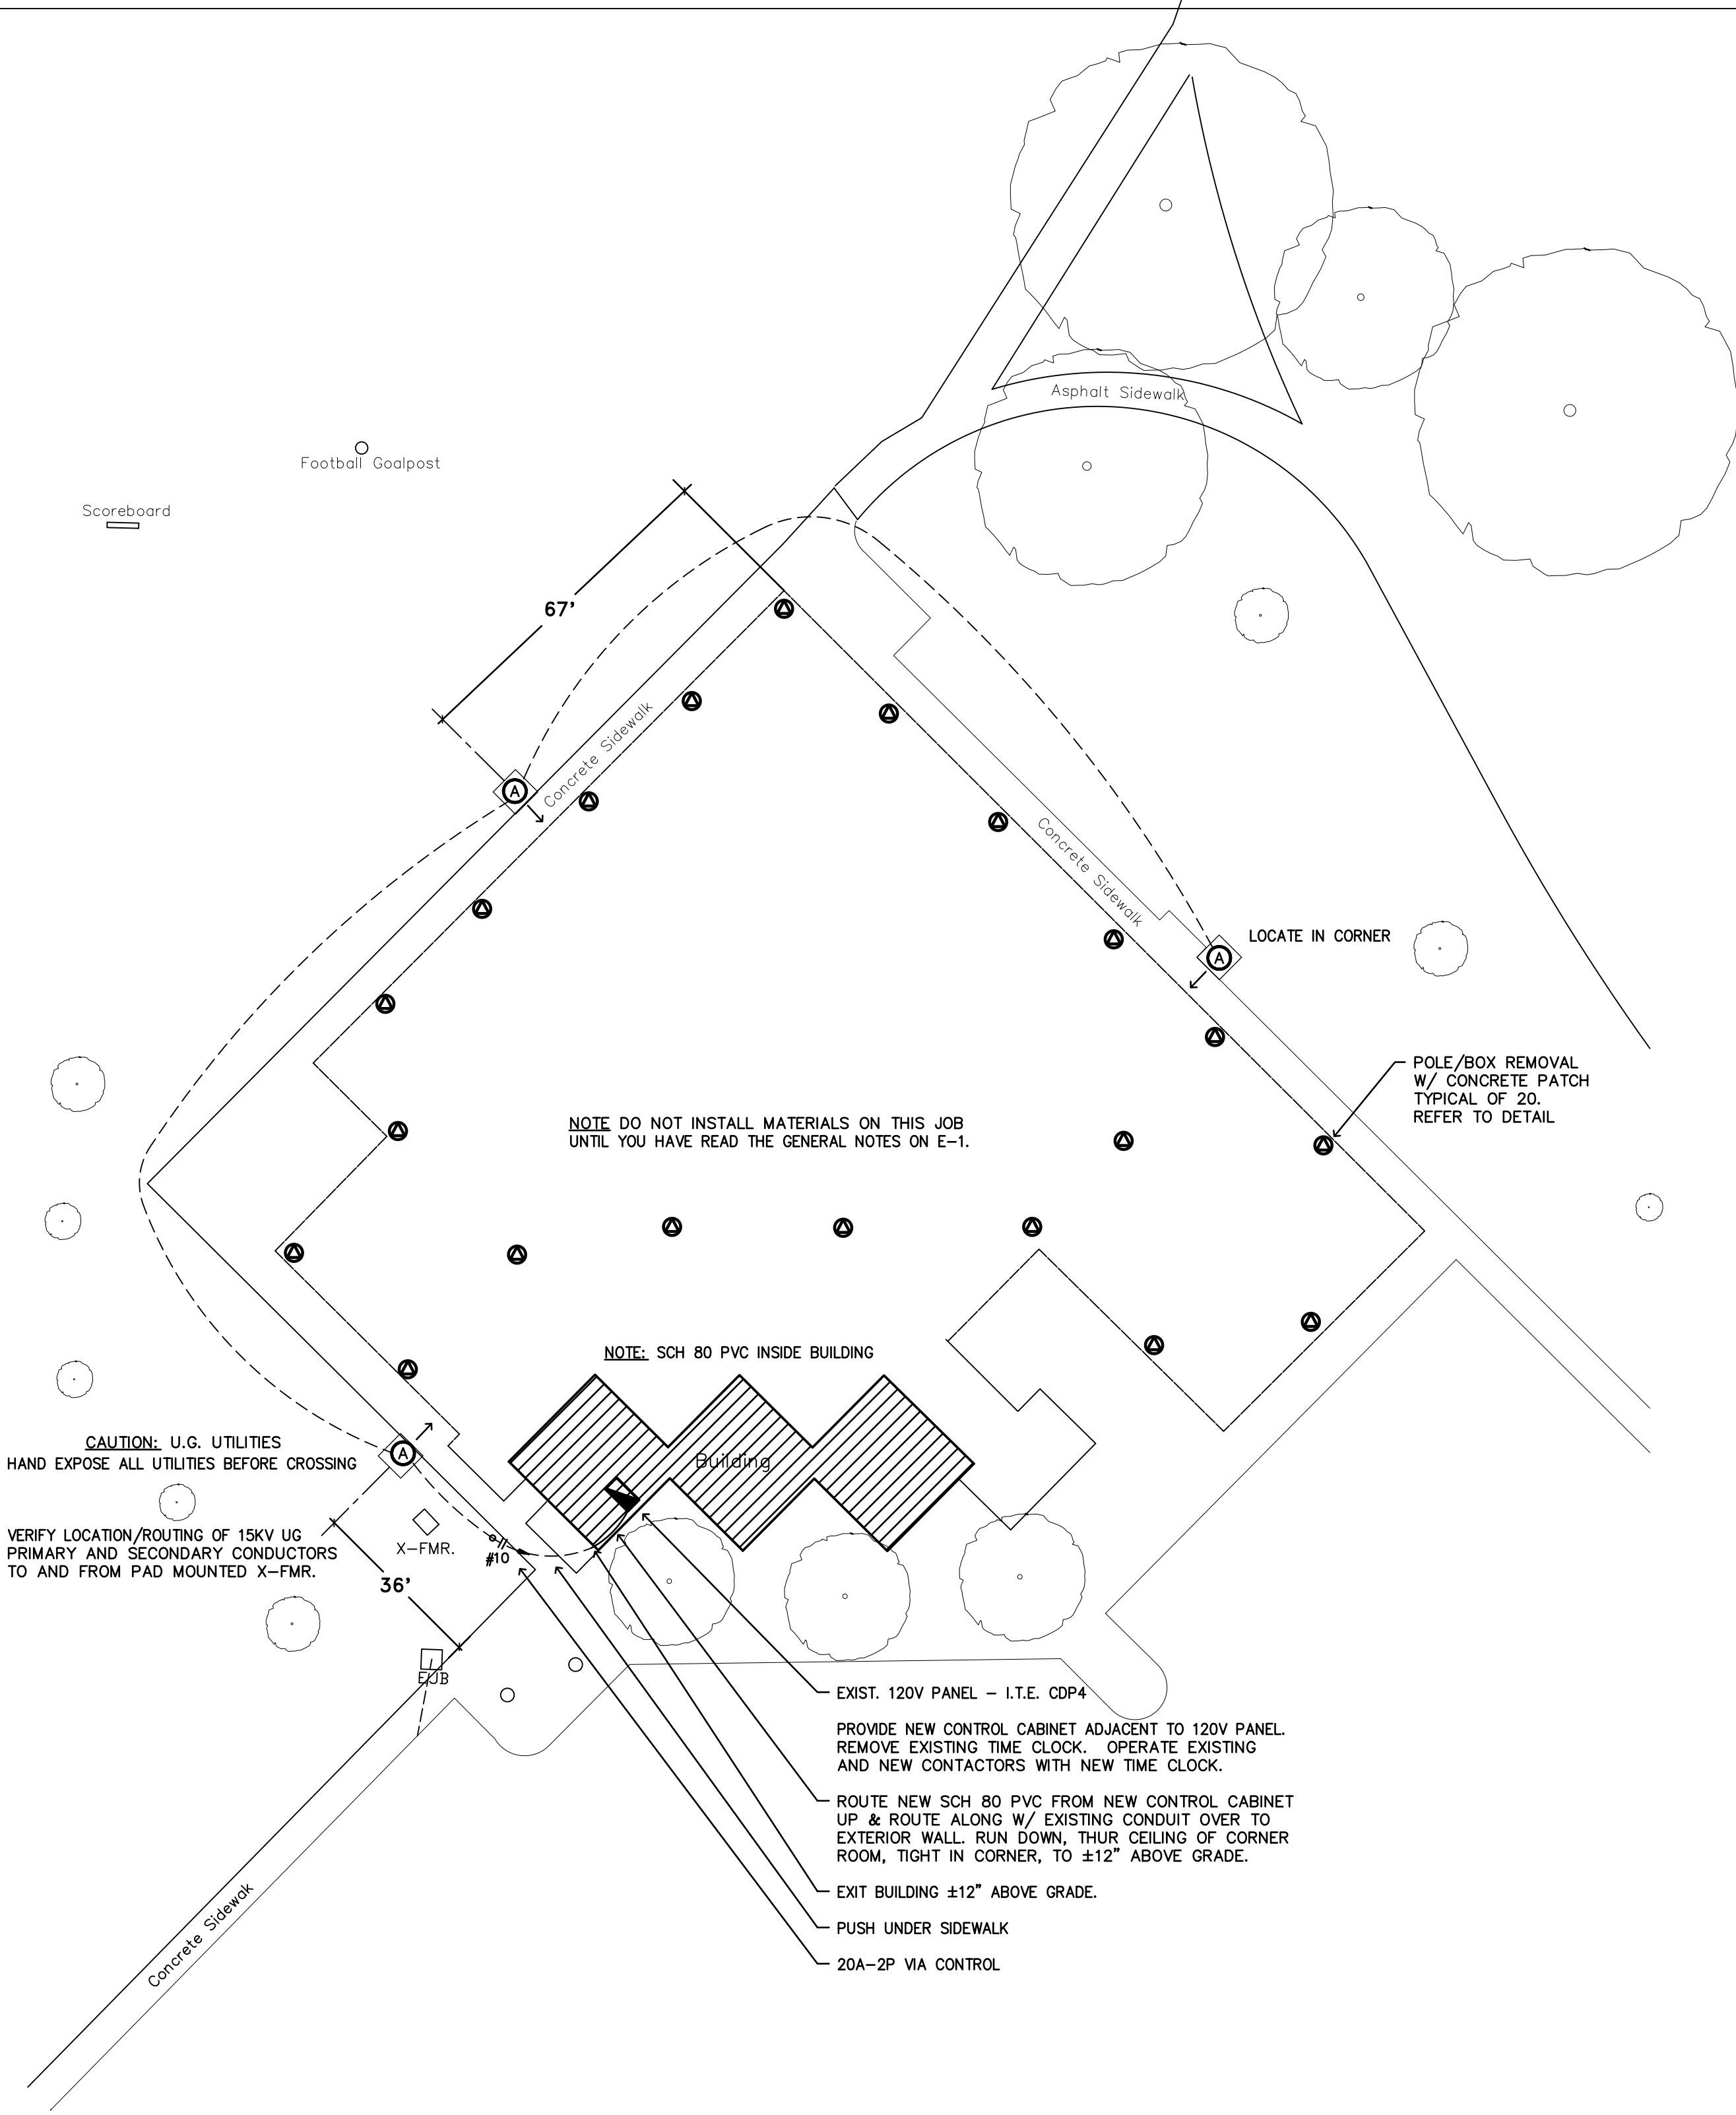 Asphalt Sidewalk
Football Goalpost
Scoreboard
67'
Concrete Sidewalk
A
Concrete Sidewalk
LOCATE IN CORNER
A
POLE/BOX REMOVAL
W/ CONCRETE PATCH
TYPICAL OF 20.
REFER TO DETAIL
NOTE DO NOT INSTALL MATERIALS ON THIS JOB
UNTIL YOU HAVE READ THE GENERAL NOTES ON E-1.
NOTE: SCH 80 PVC INSIDE BUILDING
CAUTION: U.G. UTILITIES
HAND EXPOSE ALL UTILITIES BEFORE CROSSING
A
Building
VERIFY LOCATION/ROUTING OF 15KV UG
PRIMARY AND SECONDARY CONDUCTORS
TO AND FROM PAD MOUNTED X-FMR.
X-FMR.
#10
36'
EJB
EXIST. 120V PANEL - I.T.E. CDP4
PROVIDE NEW CONTROL CABINET ADJACENT TO 120V PANEL.
REMOVE EXISTING TIME CLOCK. OPERATE EXISTING
AND NEW CONTACTORS WITH NEW TIME CLOCK.
ROUTE NEW SCH 80 PVC FROM NEW CONTROL CABINET
UP & ROUTE ALONG W/ EXISTING CONDUIT OVER TO
EXTERIOR WALL. RUN DOWN, THUR CEILING OF CORNER
ROOM, TIGHT IN CORNER, TO ±12" ABOVE GRADE.
EXIT BUILDING ±12" ABOVE GRADE.
PUSH UNDER SIDEWALK
20A-2P VIA CONTROL
Concrete Sidewak